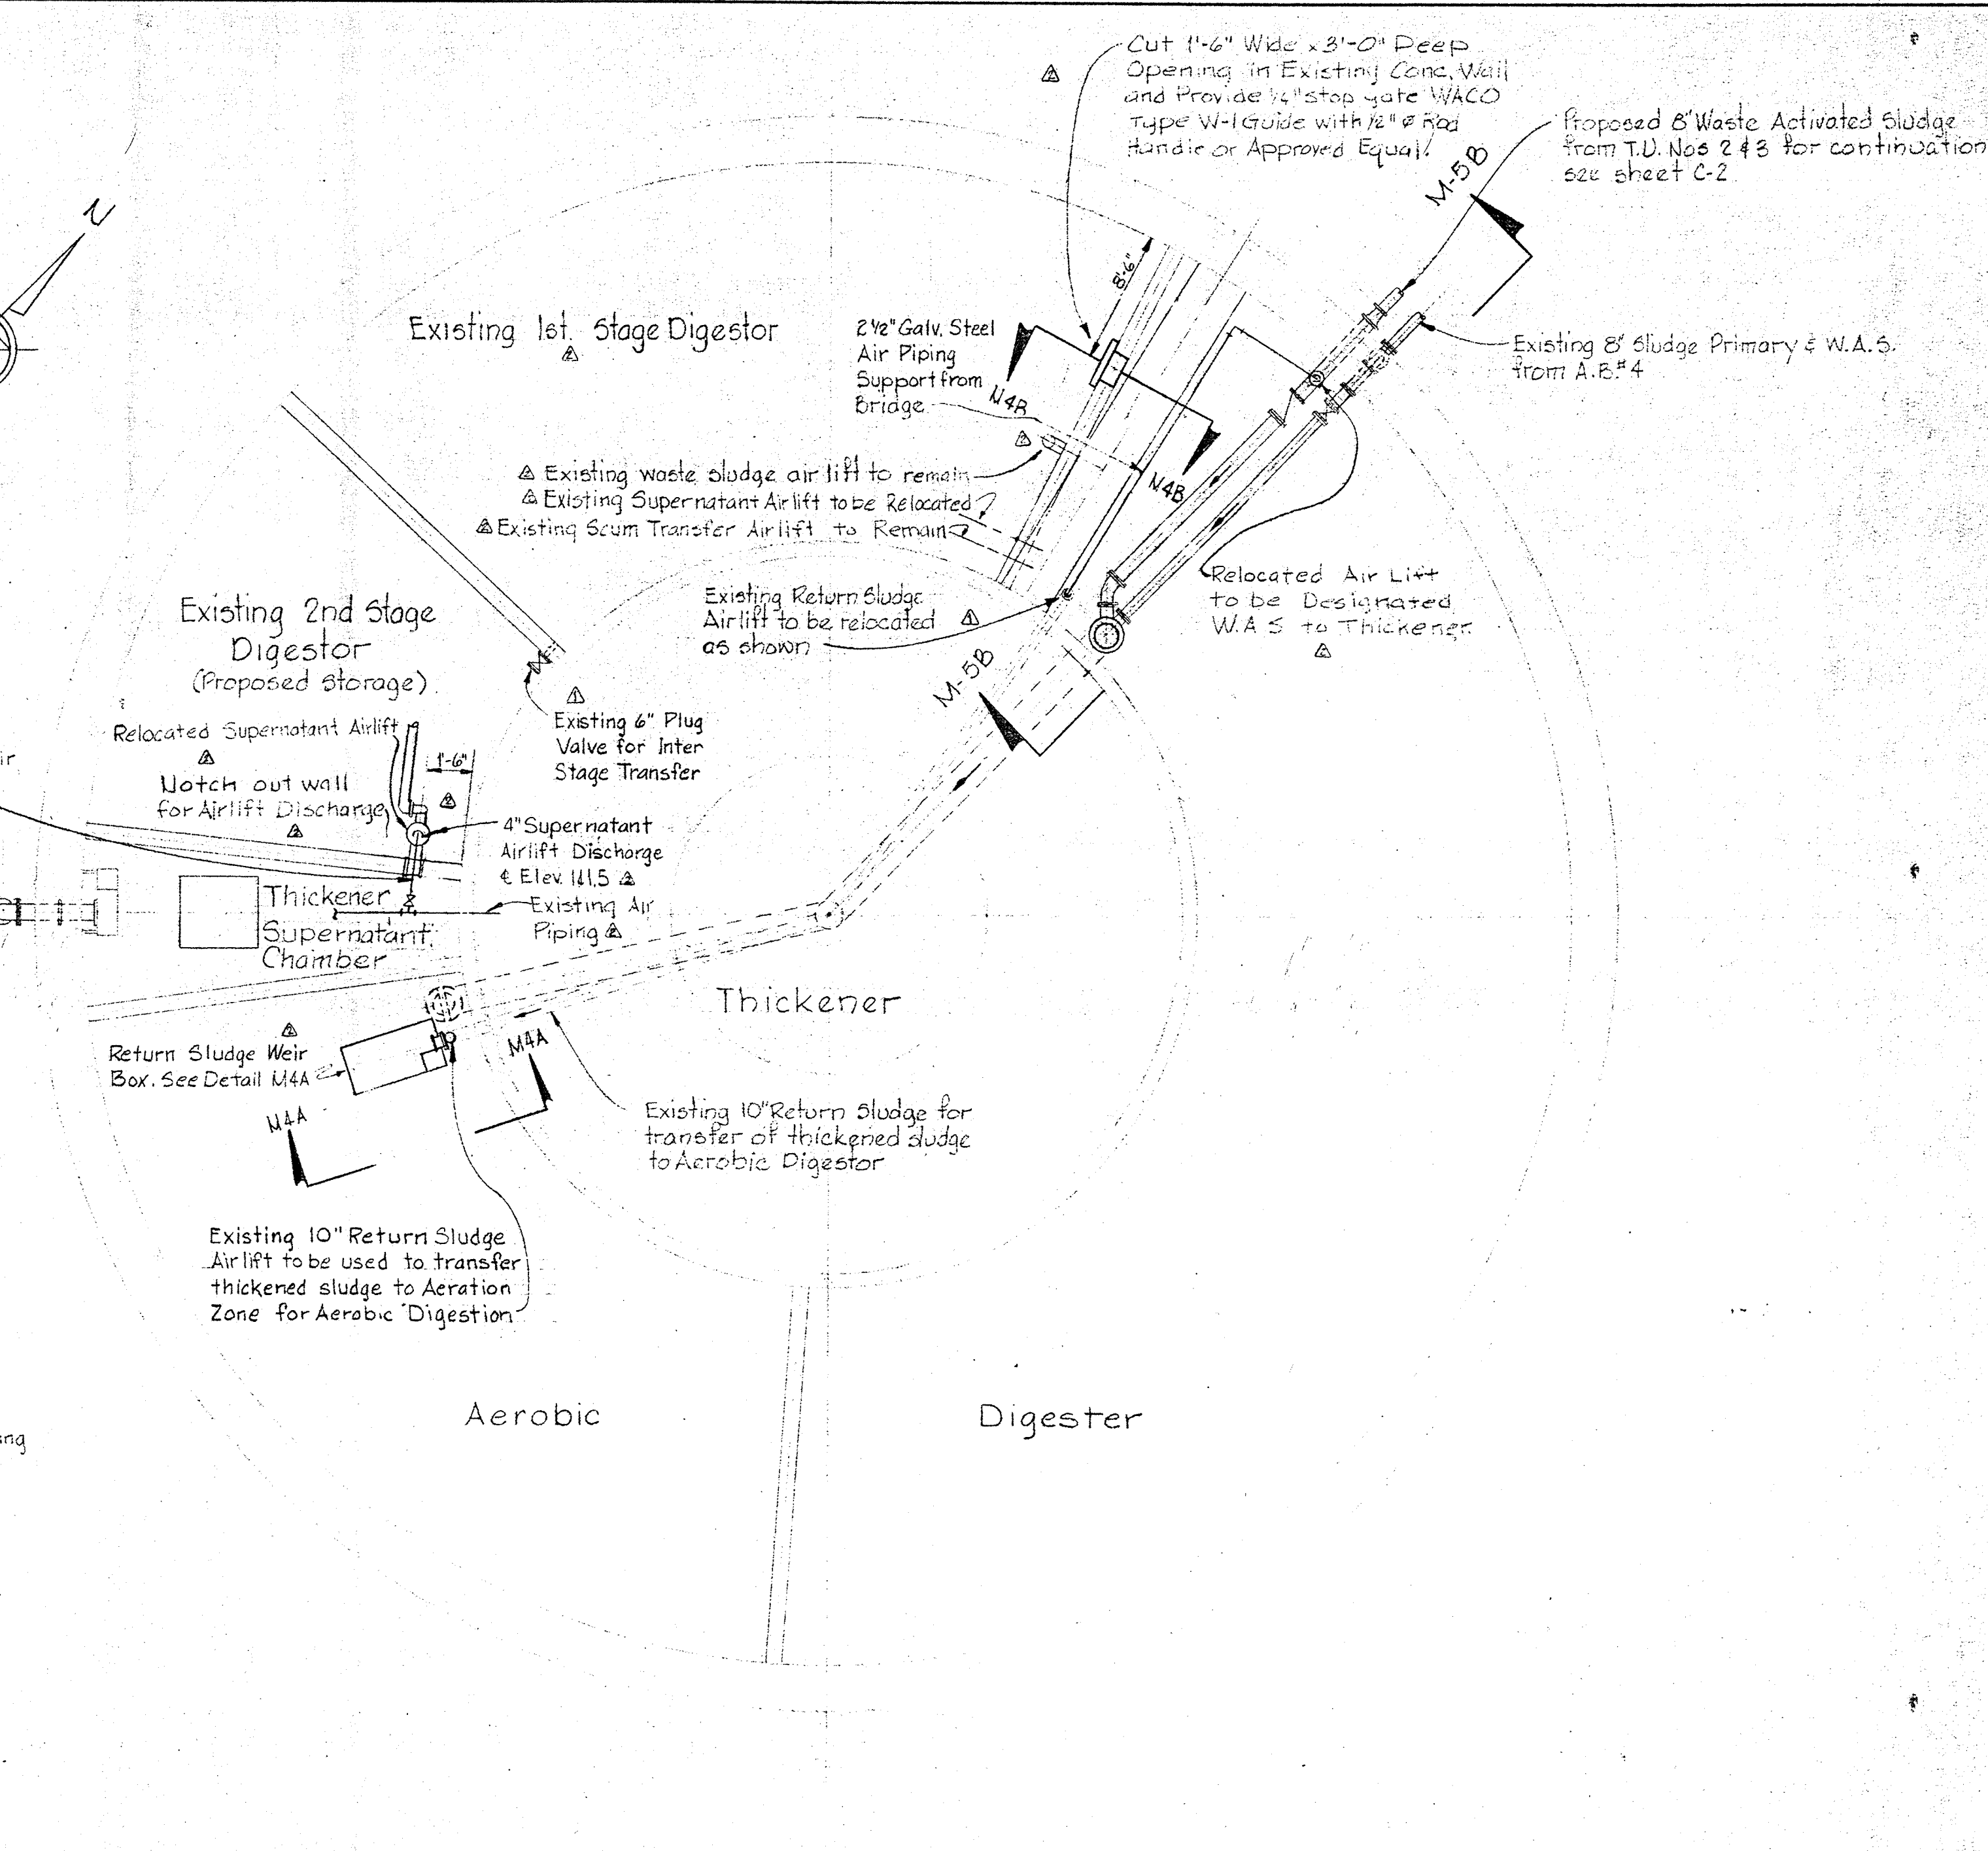 Cut 1'-6" Wide x 3'-0" Deep
Opening in Existing Conc. Wall
and Provide 1/4" stop gate WACO
Type W-1 Guide with 1/2" ø Rod
Handle or Approved Equal.
Proposed 8" Waste Activated Sludge
from T.U. Nos 2 & 3 for continuation
see sheet C-2
M-5B
N
8'-6"
Existing 1st. Stage Digestor
2 1/2" Galv. Steel
Air Piping
Support from
Bridge
M4B
Existing 8" Sludge Primary & W.A.S.
from A.B. #4
Existing waste sludge air lift to remain
Existing Supernatant Airlift to be Relocated
Existing Scum Transfer Airlift to Remain
M4B
Existing Return Sludge
Airlift to be relocated
as shown
Relocated Air Lift
to be Designated
W.A.S to Thickener
Existing 2nd Stage
Digestor
(Proposed Storage)
M-5B
Existing 6" Plug
Valve for Inter
Stage Transfer
Relocated Supernatant Airlift
1'-6"
Notch out wall
for Airlift Discharge
4" Supernatant
Airlift Discharge
℄ Elev. 141.5
Existing Air
Piping
Thickener
Supernatant
Chamber
Thickener
Return Sludge Weir
Box. See Detail M4A
M4A
M4A
Existing 10" Return Sludge for
transfer of thickened sludge
to Aerobic Digestor
Existing 10" Return Sludge
Airlift to be used to transfer
thickened sludge to Aeration
Zone for Aerobic Digestion
Aerobic
Digester